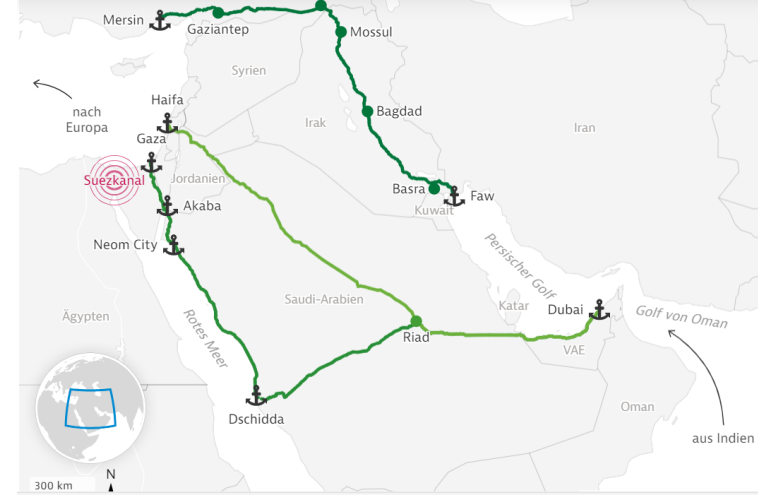 Mersin
Gaziantep
Mossul
Syrien
nach
Europa
Haifa
Bagdad
Irak
Iran
Gaza
Suezkanal
Jordanien
Basra
Faw
Akaba
Kuwait
Neom City
Persischer Golf
Saudi-Arabien
Katar
Dubai
Golf von Oman
Ägypten
Rotes Meer
Riad
VAE
Oman
Dschidda
aus Indien
N
300 km